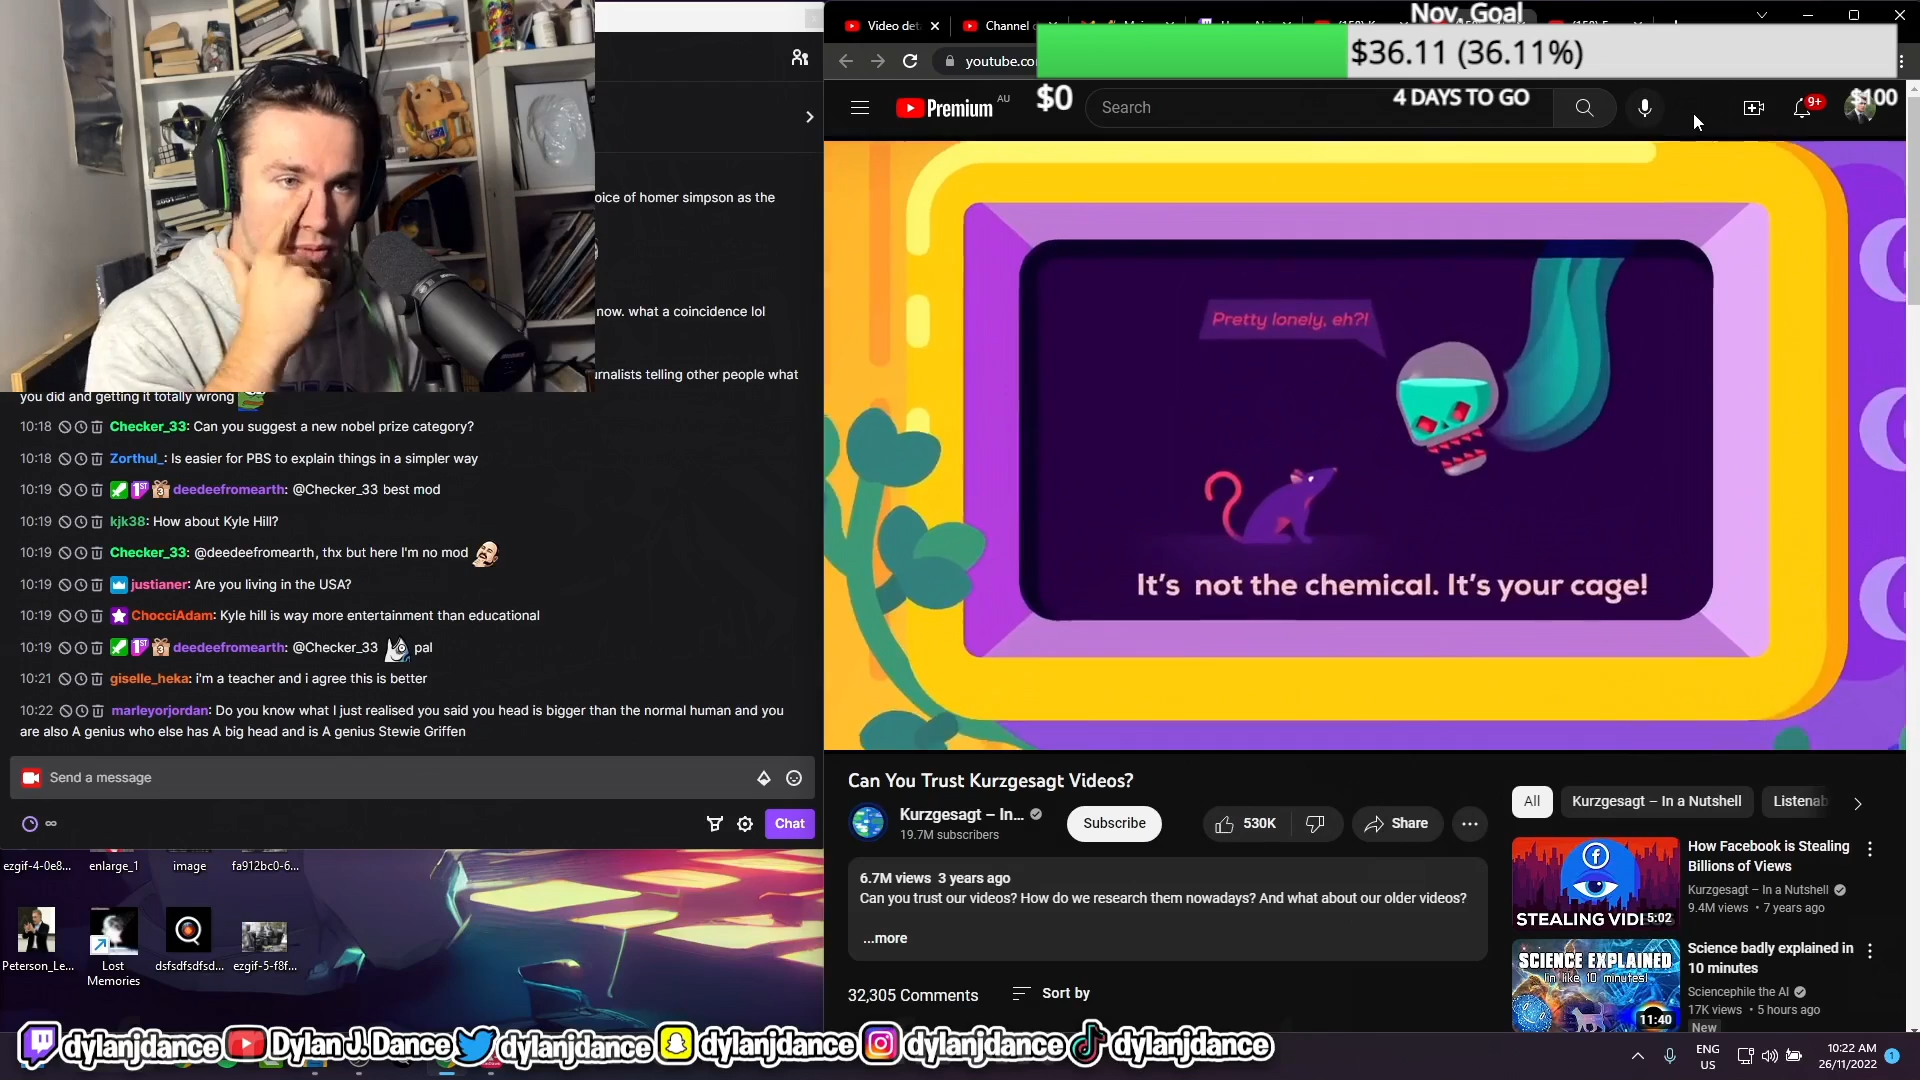 Video det
Channel
Nov. Goal
$36.11 (36.11%)
youtube.co
Premium
AU
$0
Search
4 DAYS TO GO
9+
$100
oice of homer simpson as the
now. what a coincidence lol
urnalists telling other people what
you did and getting it totally wrong
10:18 Checker_33: Can you suggest a new nobel prize category?
10:18 Zorthul_: Is easier for PBS to explain things in a simpler way
10:19 1ST 3 deedeefromearth: @Checker_33 best mod
10:19 kjk38: How about Kyle Hill?
10:19 Checker_33: @deedeefromearth, thx but here I'm no mod
10:19 justianer: Are you living in the USA?
10:19 ChocciAdam: Kyle hill is way more entertainment than educational
10:19 1ST 3 deedeefromearth: @Checker_33 pal
10:21 giselle_heka: i'm a teacher and i agree this is better
10:22 marleyorjordan: Do you know what I just realised you said you head is bigger than the normal human and you
are also A genius who else has A big head and is A genius Stewie Griffen
Send a message
∞
Chat
Pretty lonely, eh?!
It's not the chemical. It's your cage!
Can You Trust Kurzgesagt Videos?
Kurzgesagt – In...
19.7M subscribers
Subscribe
530K
Share
6.7M views 3 years ago
Can you trust our videos? How do we research them nowadays? And what about our older videos?
...more
32,305 Comments
Sort by
All
Kurzgesagt – In a Nutshell
Listenab
STEALING VID
5:02
How Facebook is Stealing
Billions of Views
Kurzgesagt – In a Nutshell
9.4M views • 7 years ago
SCIENCE EXPLAINED
in like 10 minutes!
11:40
Science badly explained in
10 minutes
Sciencephile the AI
17K views • 5 hours ago
New
ezgif-4-0e8...
enlarge_1
image
fa912bc0-6...
Peterson_Le...
Lost
Memories
dsfsdfsdfsd...
ezgif-5-f8f...
dylanjdance
Dylan J. Dance
dylanjdance
dylanjdance
dylanjdance
dylanjdance
ENG
US
10:22 AM
26/11/2022
1